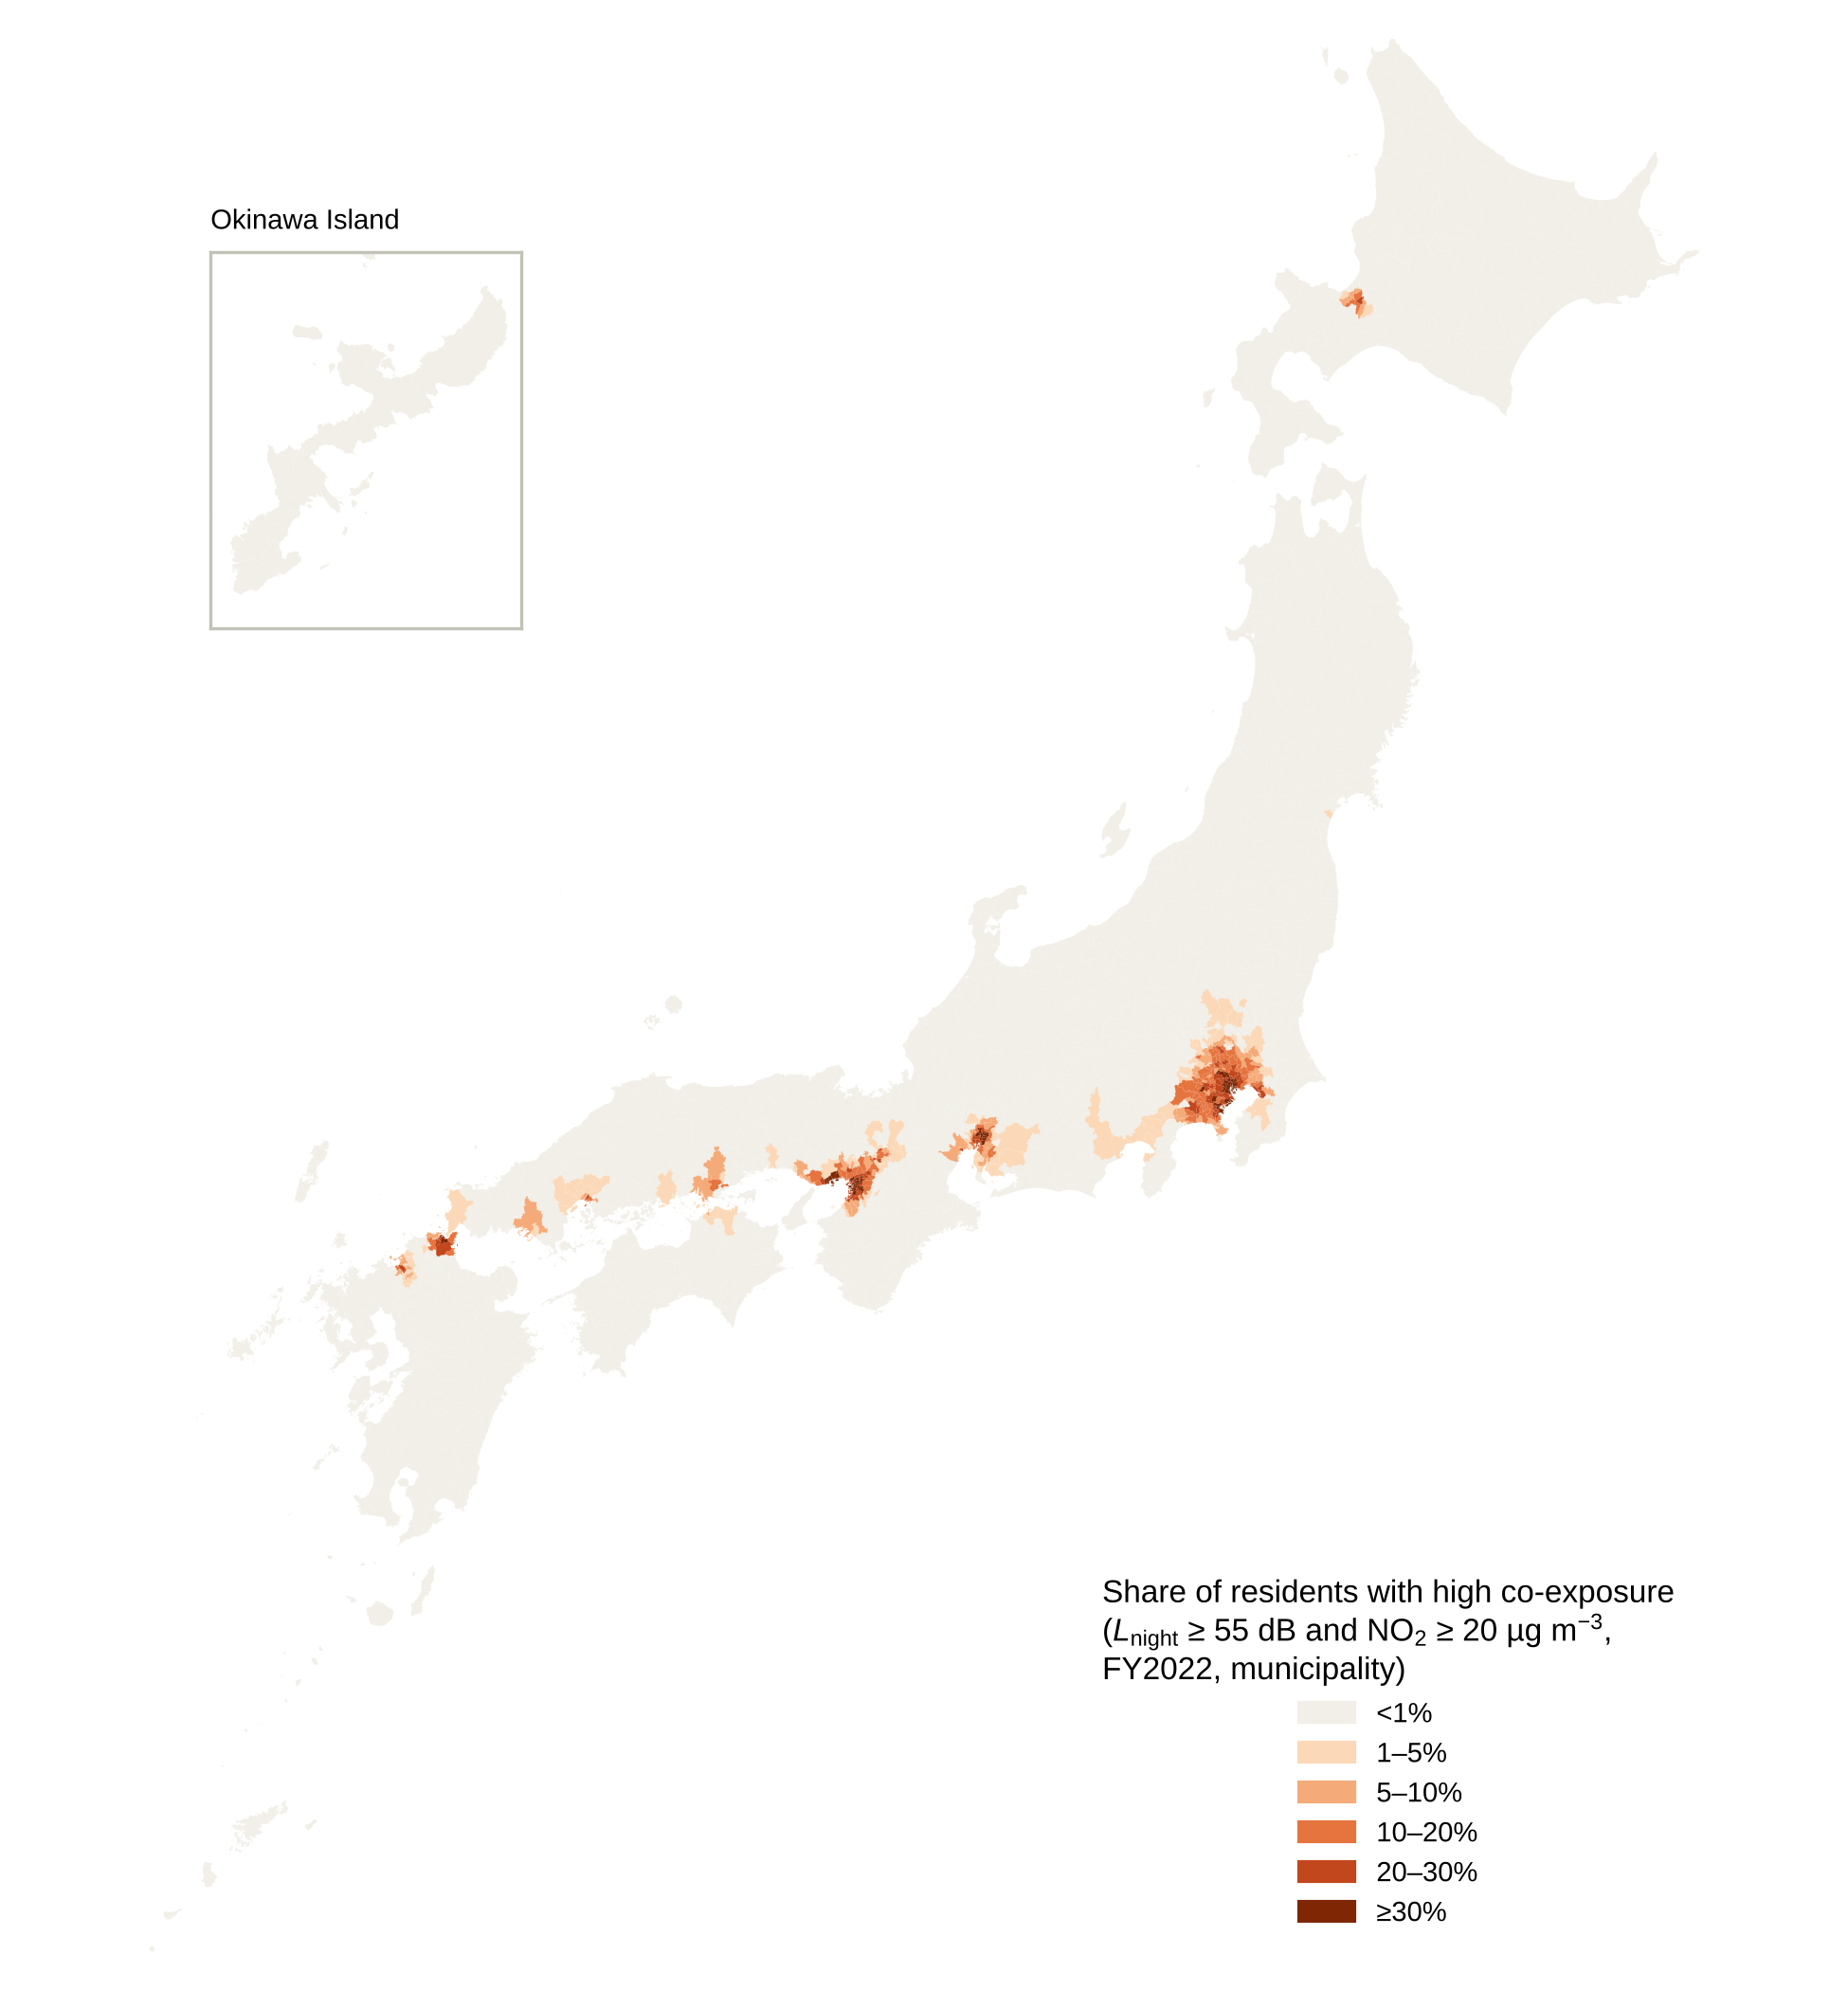 Okinawa Island
Share of residents with high co-exposure
(Lnight ≥ 55 dB and NO₂ ≥ 20 µg m⁻³,
FY2022, municipality)
<1%
1–5%
5–10%
10–20%
20–30%
≥30%